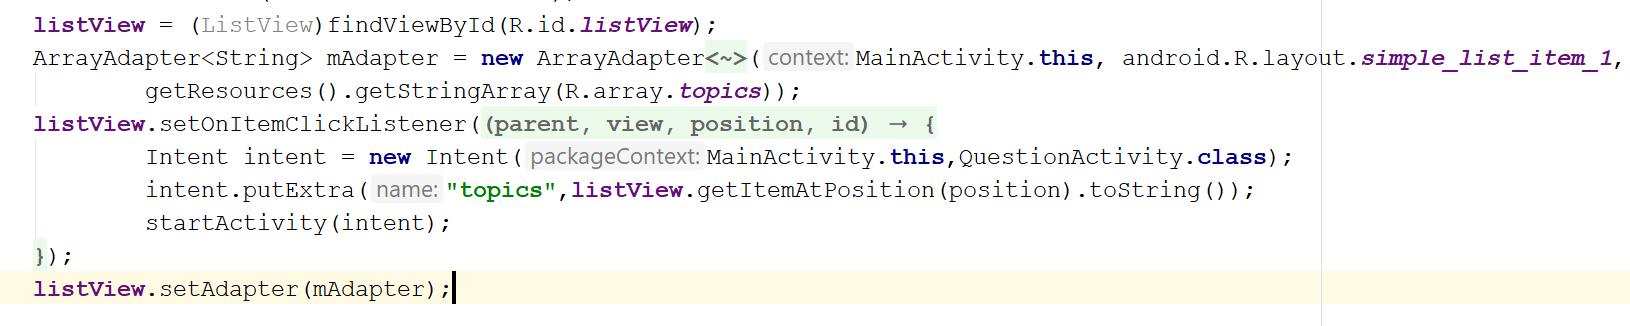 listView = (ListView)findViewById(R.id.listView);
ArrayAdapter<String> mAdapter = new ArrayAdapter<~>( context: MainActivity.this, android.R.layout.simple_list_item_1,
getResources().getStringArray(R.array.topics));
listView.setOnItemClickListener((parent, view, position, id) → {
Intent intent = new Intent( packageContext: MainActivity.this,QuestionActivity.class);
intent.putExtra( name: "topics",listView.getItemAtPosition(position).toString());
startActivity(intent);
});
listView.setAdapter(mAdapter);